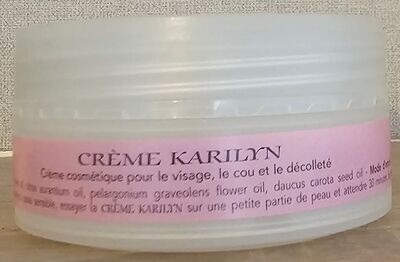 CRÈME KARILYN
Crème cosmétique pour le visage, le cou et le décolleté
oil, citrus aurantium oil, pelargonium graveolens flower oil, daucus carota seed oil - Mode d'em
sensible, essayer la CRÈME KARILYN sur une petite partie de peau et attendre 30 minutes